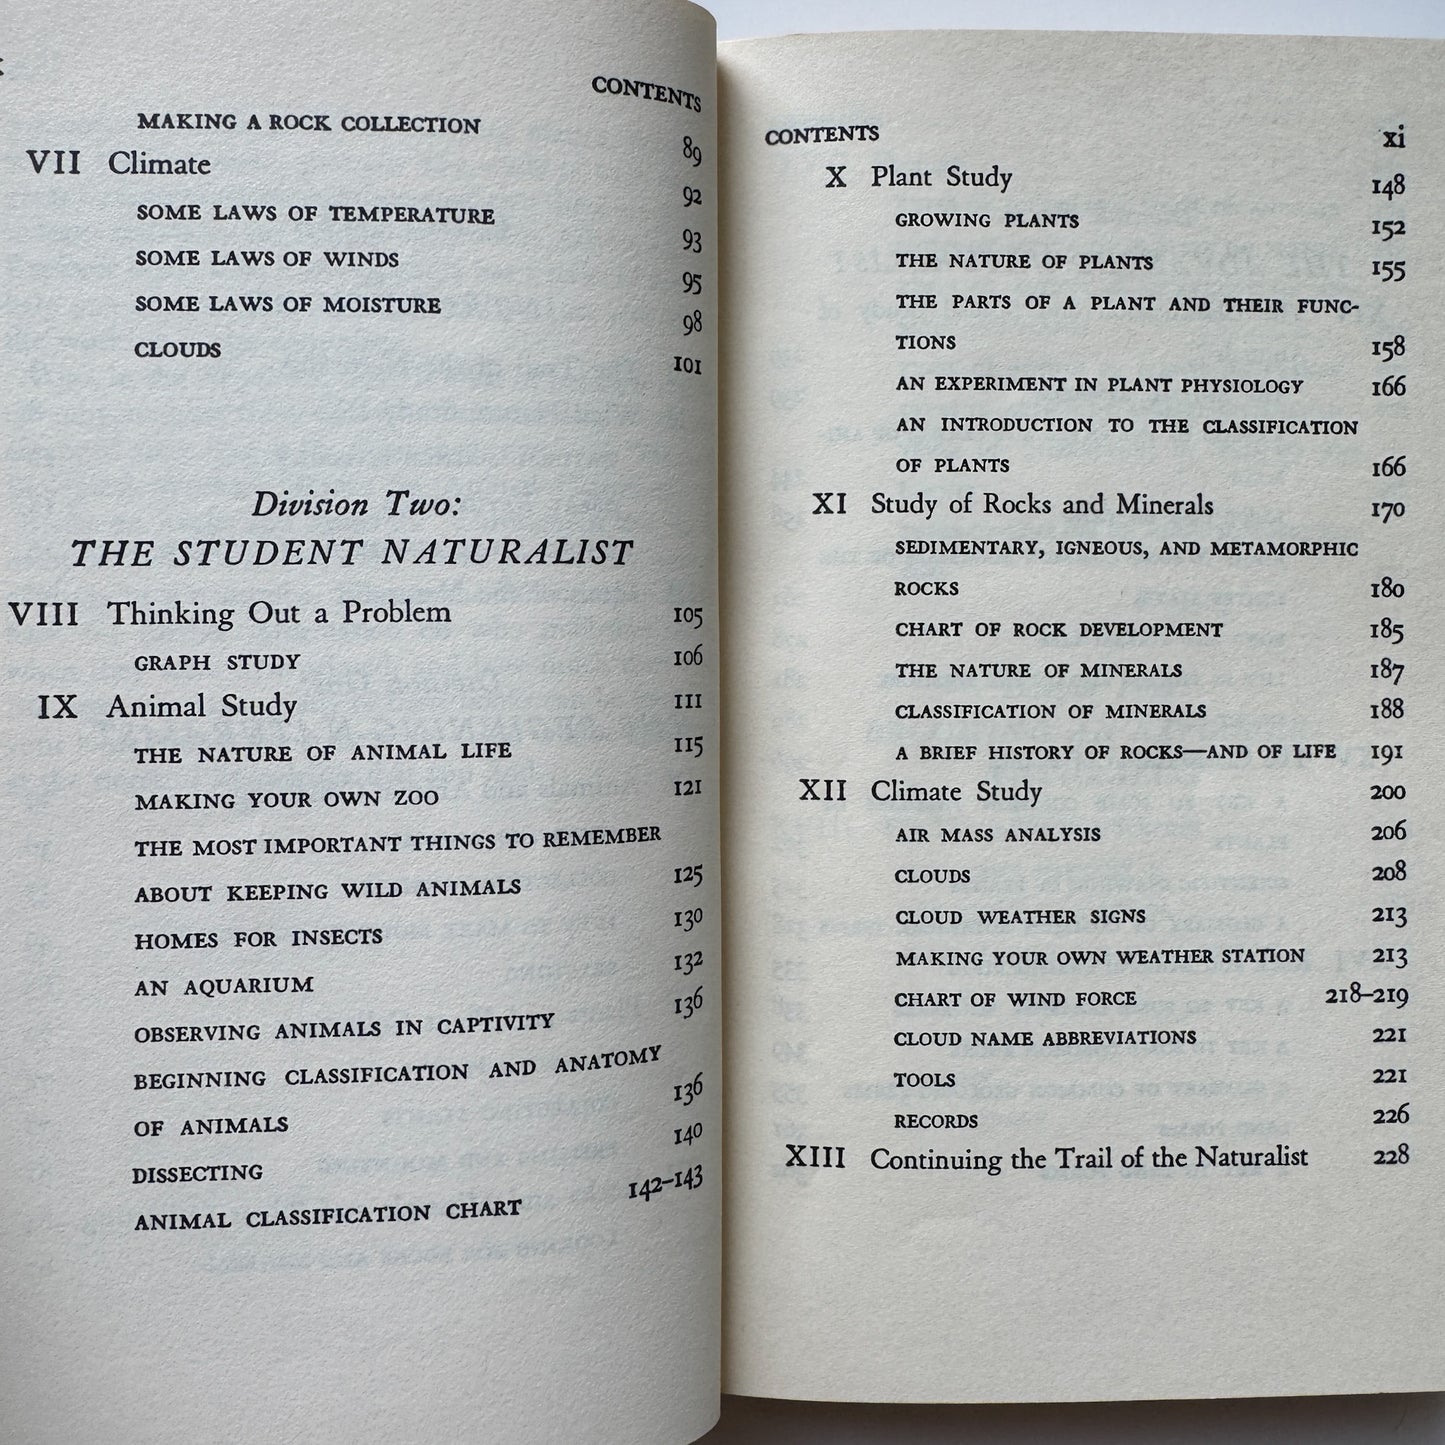 CONTENTS
MAKING A ROCK COLLECTION 89
VII Climate 92
SOME LAWS OF TEMPERATURE 93
SOME LAWS OF WINDS 95
SOME LAWS OF MOISTURE 98
CLOUDS 101
Division Two:
THE STUDENT NATURALIST
VIII Thinking Out a Problem 105
GRAPH STUDY 106
IX Animal Study 111
THE NATURE OF ANIMAL LIFE 115
MAKING YOUR OWN ZOO 121
THE MOST IMPORTANT THINGS TO REMEMBER
ABOUT KEEPING WILD ANIMALS 125
HOMES FOR INSECTS 130
AN AQUARIUM 132
OBSERVING ANIMALS IN CAPTIVITY 136
BEGINNING CLASSIFICATION AND ANATOMY
OF ANIMALS 136
DISSECTING 140
ANIMAL CLASSIFICATION CHART 142–143
CONTENTS xi
X Plant Study 148
GROWING PLANTS 152
THE NATURE OF PLANTS 155
THE PARTS OF A PLANT AND THEIR FUNC-
TIONS 158
AN EXPERIMENT IN PLANT PHYSIOLOGY 166
AN INTRODUCTION TO THE CLASSIFICATION
OF PLANTS 166
XI Study of Rocks and Minerals 170
SEDIMENTARY, IGNEOUS, AND METAMORPHIC
ROCKS 180
CHART OF ROCK DEVELOPMENT 185
THE NATURE OF MINERALS 187
CLASSIFICATION OF MINERALS 188
A BRIEF HISTORY OF ROCKS—AND OF LIFE 191
XII Climate Study 200
AIR MASS ANALYSIS 206
CLOUDS 208
CLOUD WEATHER SIGNS 213
MAKING YOUR OWN WEATHER STATION 213
CHART OF WIND FORCE 218–219
CLOUD NAME ABBREVIATIONS 221
TOOLS 221
RECORDS 226
XIII Continuing the Trail of the Naturalist 228